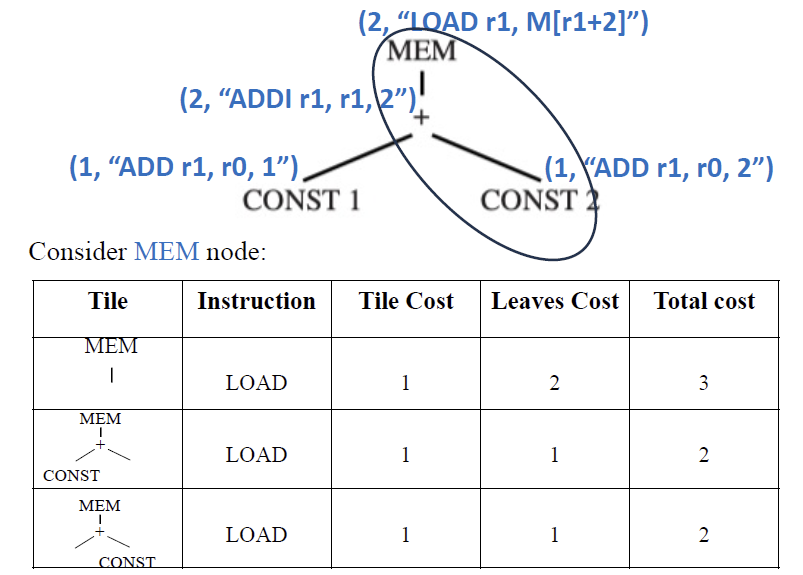 (2, “LOAD r1, M[r1+2]”)
MEM
(2, “ADDI r1, r1, 2”)
+
(1, “ADD r1, r0, 1”)
(1, “ADD r1, r0, 2”)
CONST 1
CONST 2
Consider MEM node:
Tile Instruction Tile Cost Leaves Cost Total cost
MEM
LOAD 1 2 3
MEM
+
LOAD 1 1 2
CONST
MEM
+
LOAD 1 1 2
CONST